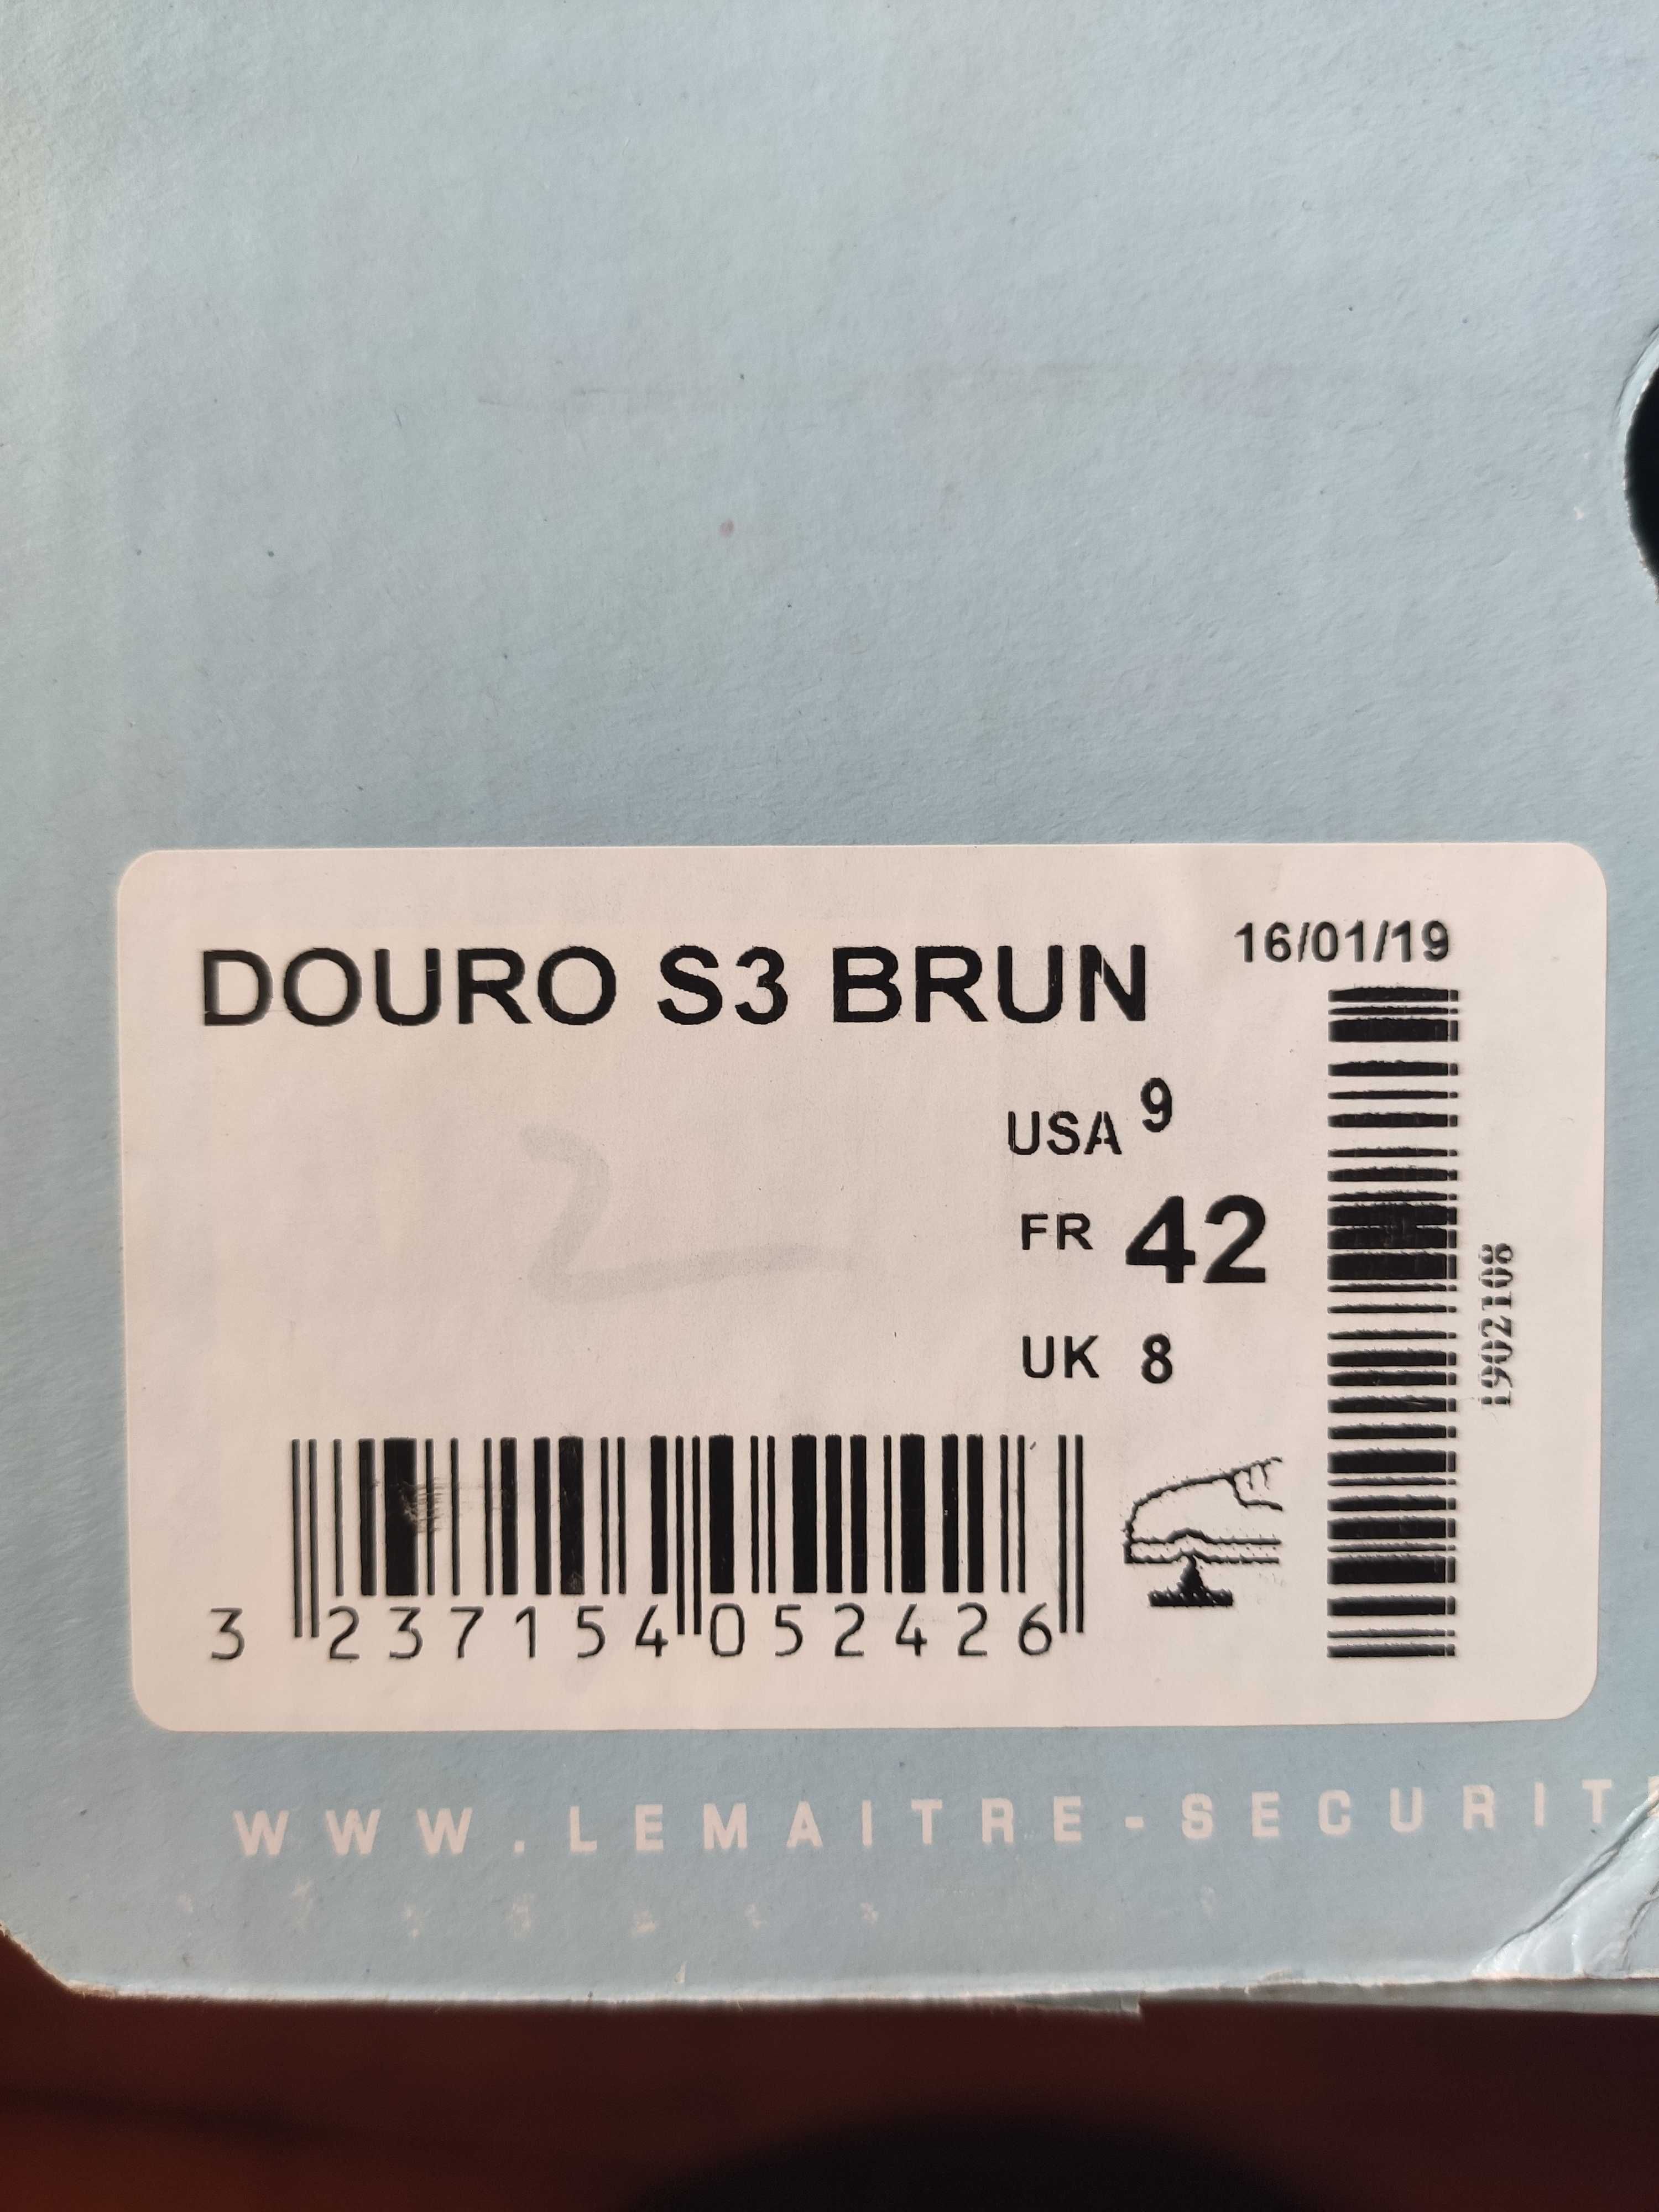 DOURO S3 BRUN
16/01/19
USA 9
FR 42
UK 8
1902108
3 237154 052426
WWW.LEMAITRE-SECURIT